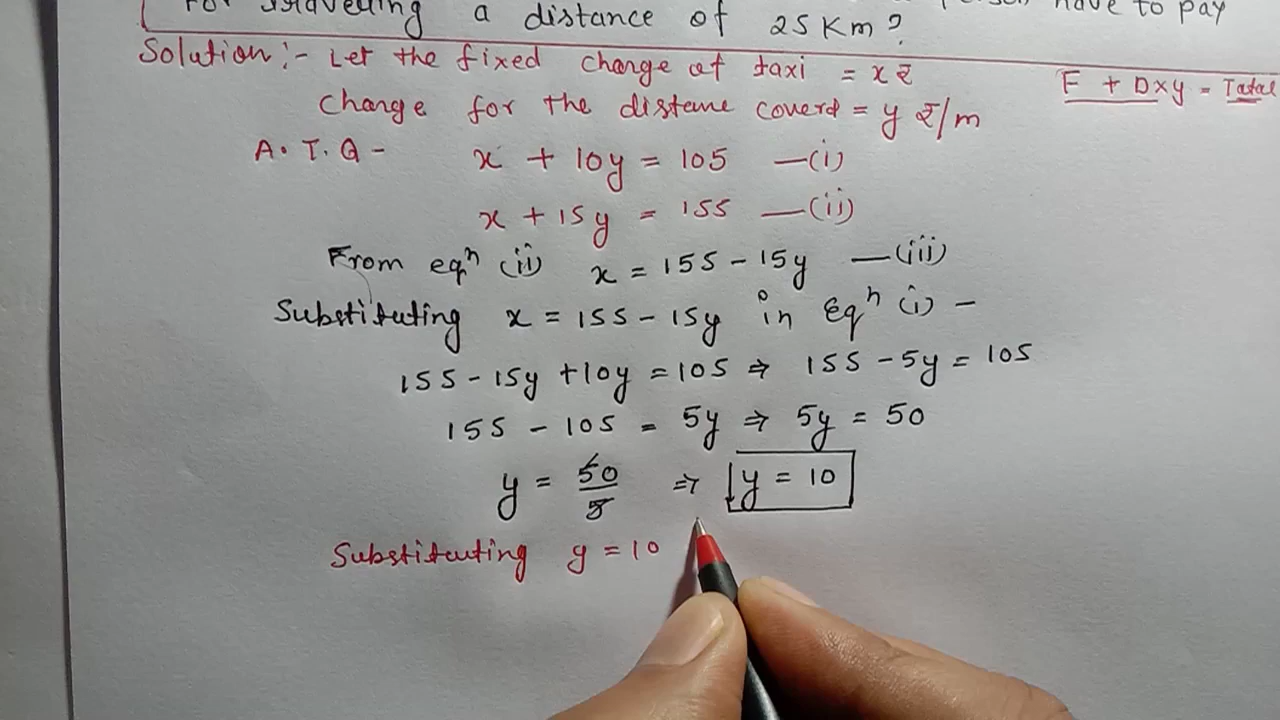 a distance of 25 Km? have to pay
Solution:- Let the fixed charge of taxi = x ₹
F + D×y = Total
Charge for the distance coverd = y ₹/m
A.T.Q - x + 10y = 105 —(i)
x + 15y = 155 —(ii)
From eqⁿ (ii) x = 155 - 15y —(iii)
Substituting x = 155 - 15y in Eqⁿ (i) -
155 - 15y + 10y = 105 ⇒ 155 - 5y = 105
155 - 105 = 5y ⇒ 5y = 50
y = 50/5 ⇒ y = 10
Substituting y = 10